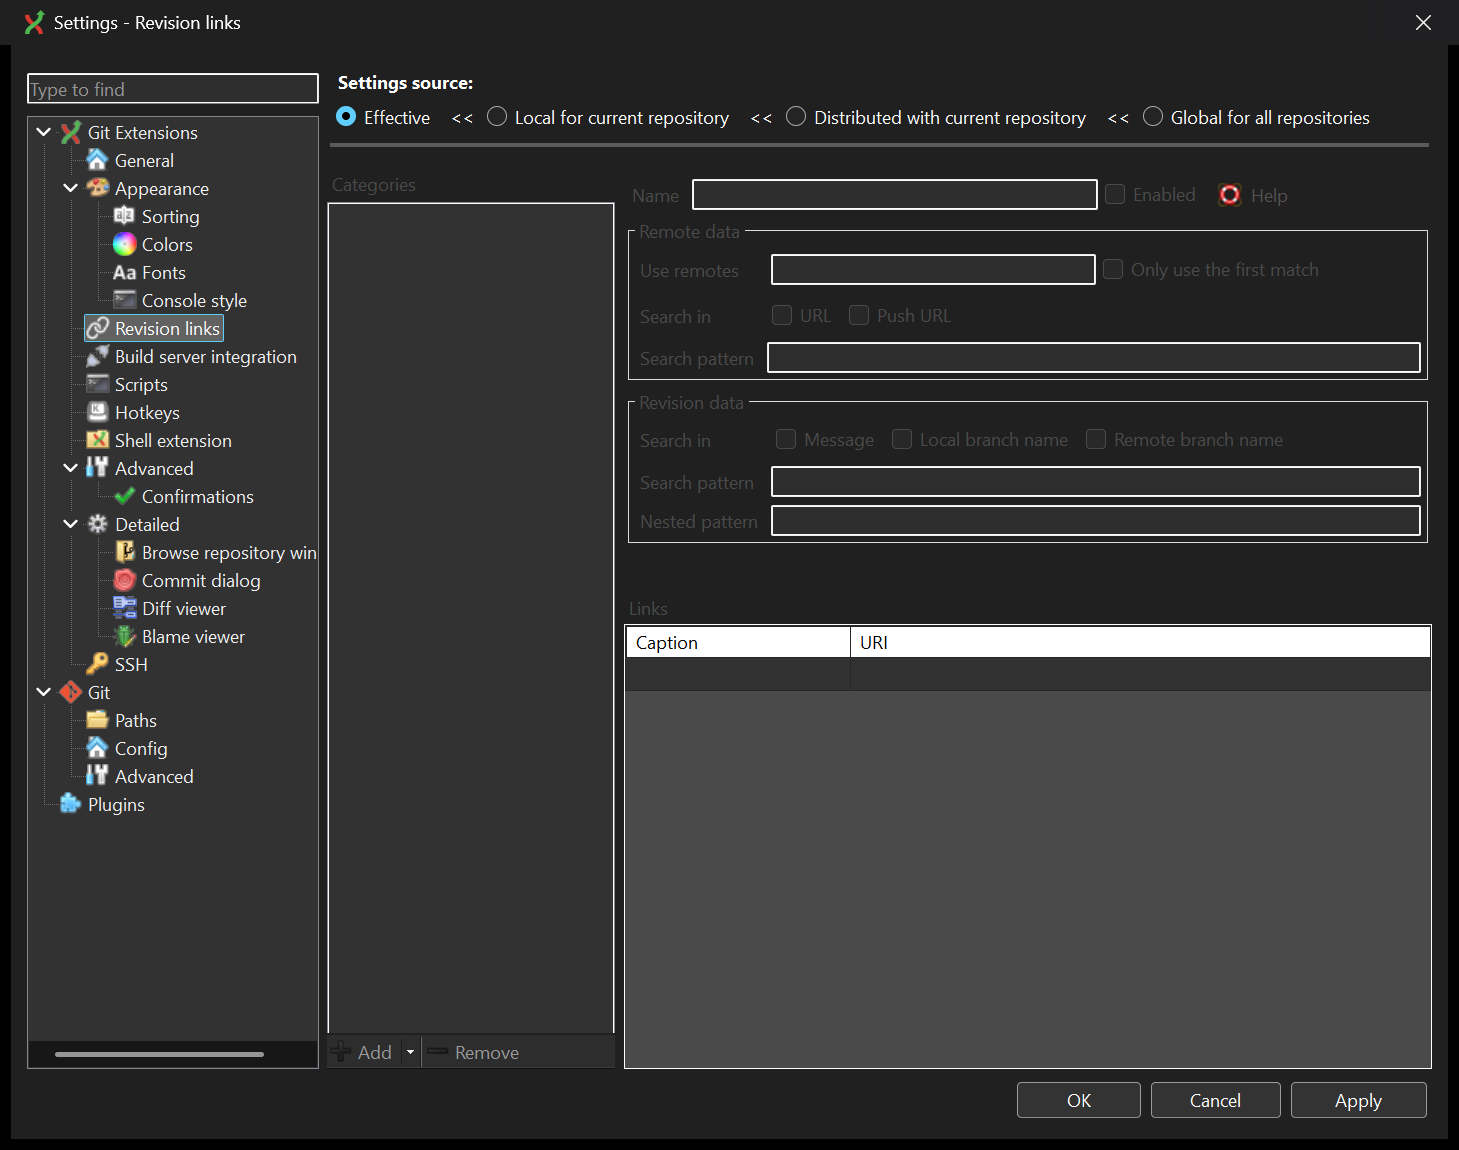 Settings - Revision links
Type to find
Git Extensions
General
Appearance
Sorting
Colors
Fonts
Console style
Revision links
Build server integration
Scripts
Hotkeys
Shell extension
Advanced
Confirmations
Detailed
Browse repository win
Commit dialog
Diff viewer
Blame viewer
SSH
Git
Paths
Config
Advanced
Plugins
Settings source:
Effective << Local for current repository << Distributed with current repository << Global for all repositories
Categories
Add Remove
Name Enabled Help
Remote data
Use remotes Only use the first match
Search in URL Push URL
Search pattern
Revision data
Search in Message Local branch name Remote branch name
Search pattern
Nested pattern
Links
Caption URI
OK Cancel Apply